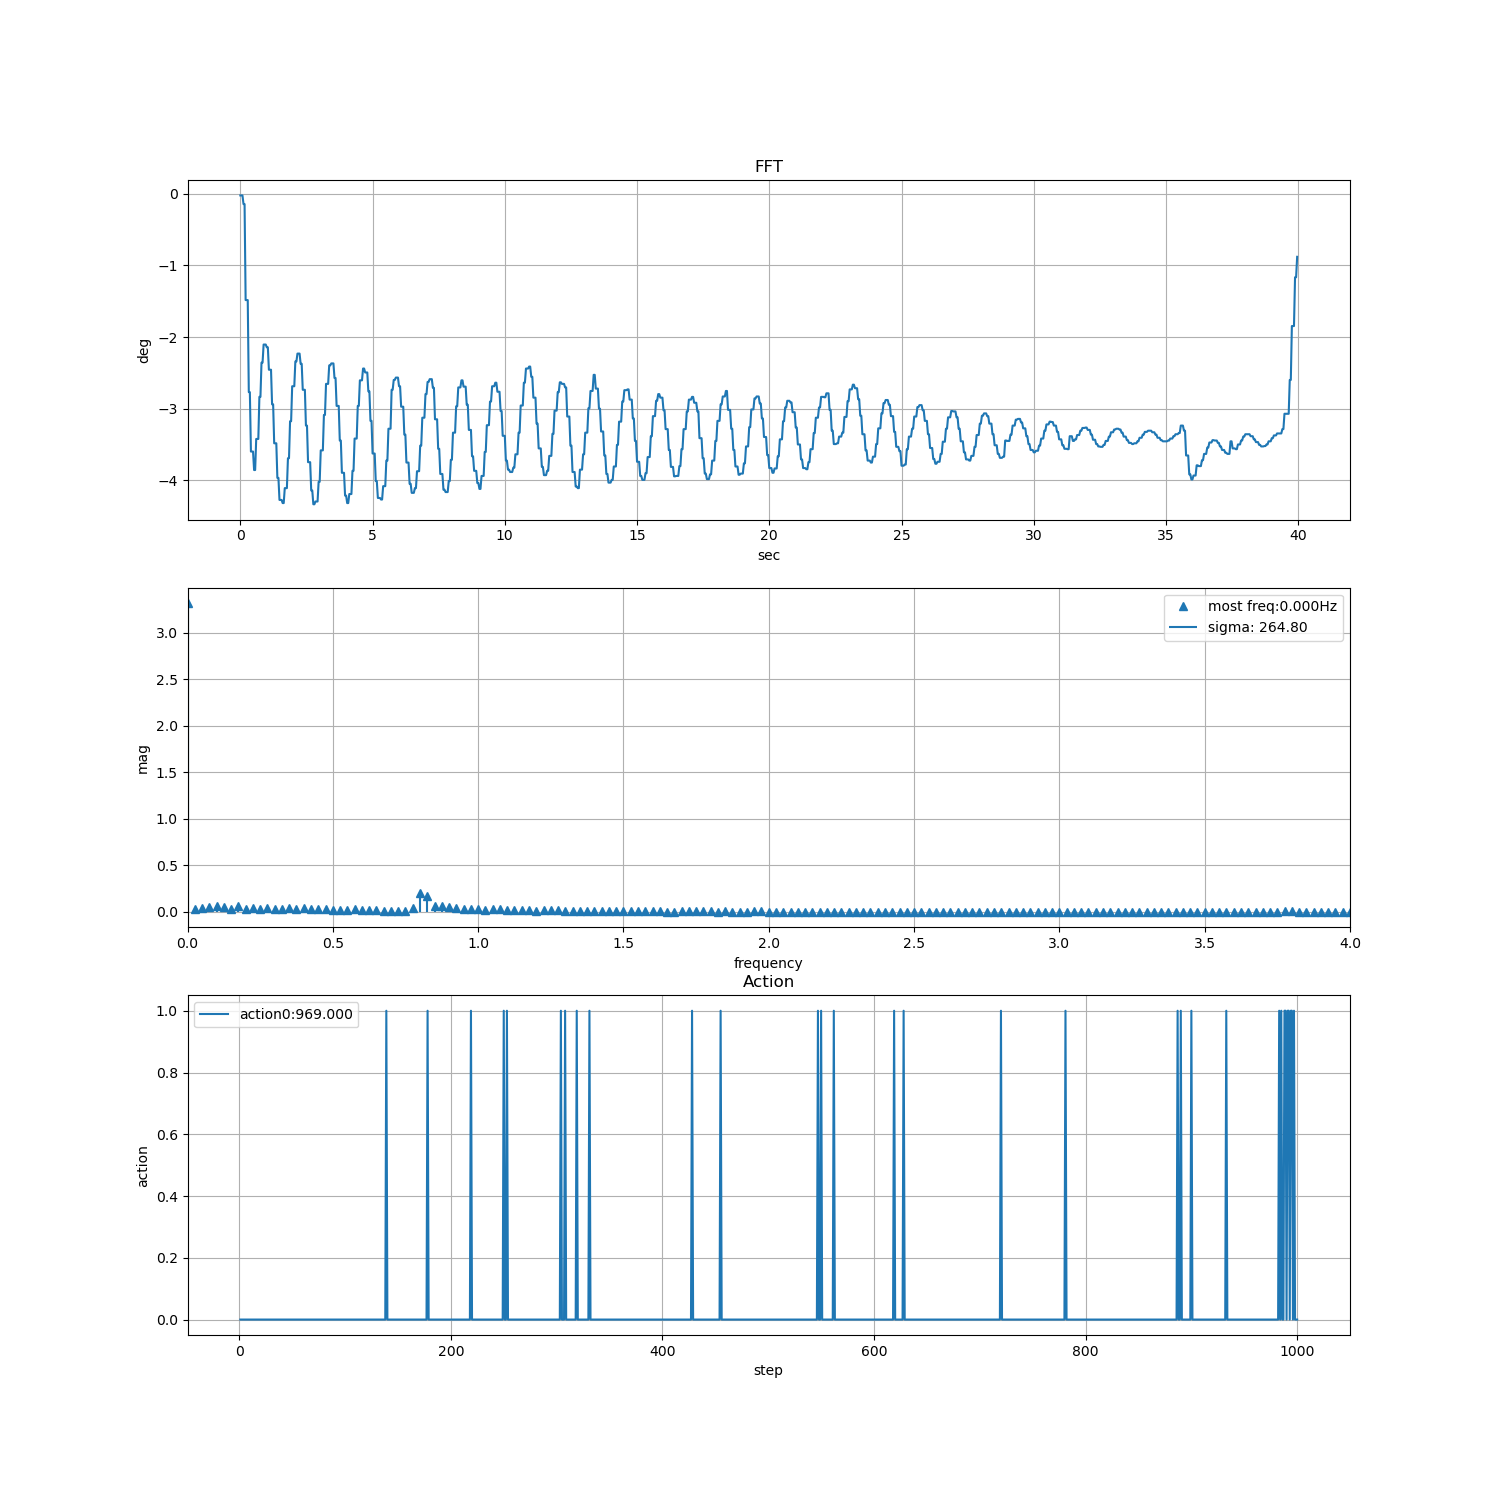 FFT
0
−1
−2
−3
−4
deg
0 5 10 15 20 25 30 35 40
sec
most freq:0.000Hz
sigma: 264.80
3.0
2.5
2.0
1.5
1.0
0.5
0.0
mag
0.0 0.5 1.0 1.5 2.0 2.5 3.0 3.5 4.0
frequency
Action
action0:969.000
1.0
0.8
0.6
0.4
0.2
0.0
action
0 200 400 600 800 1000
step